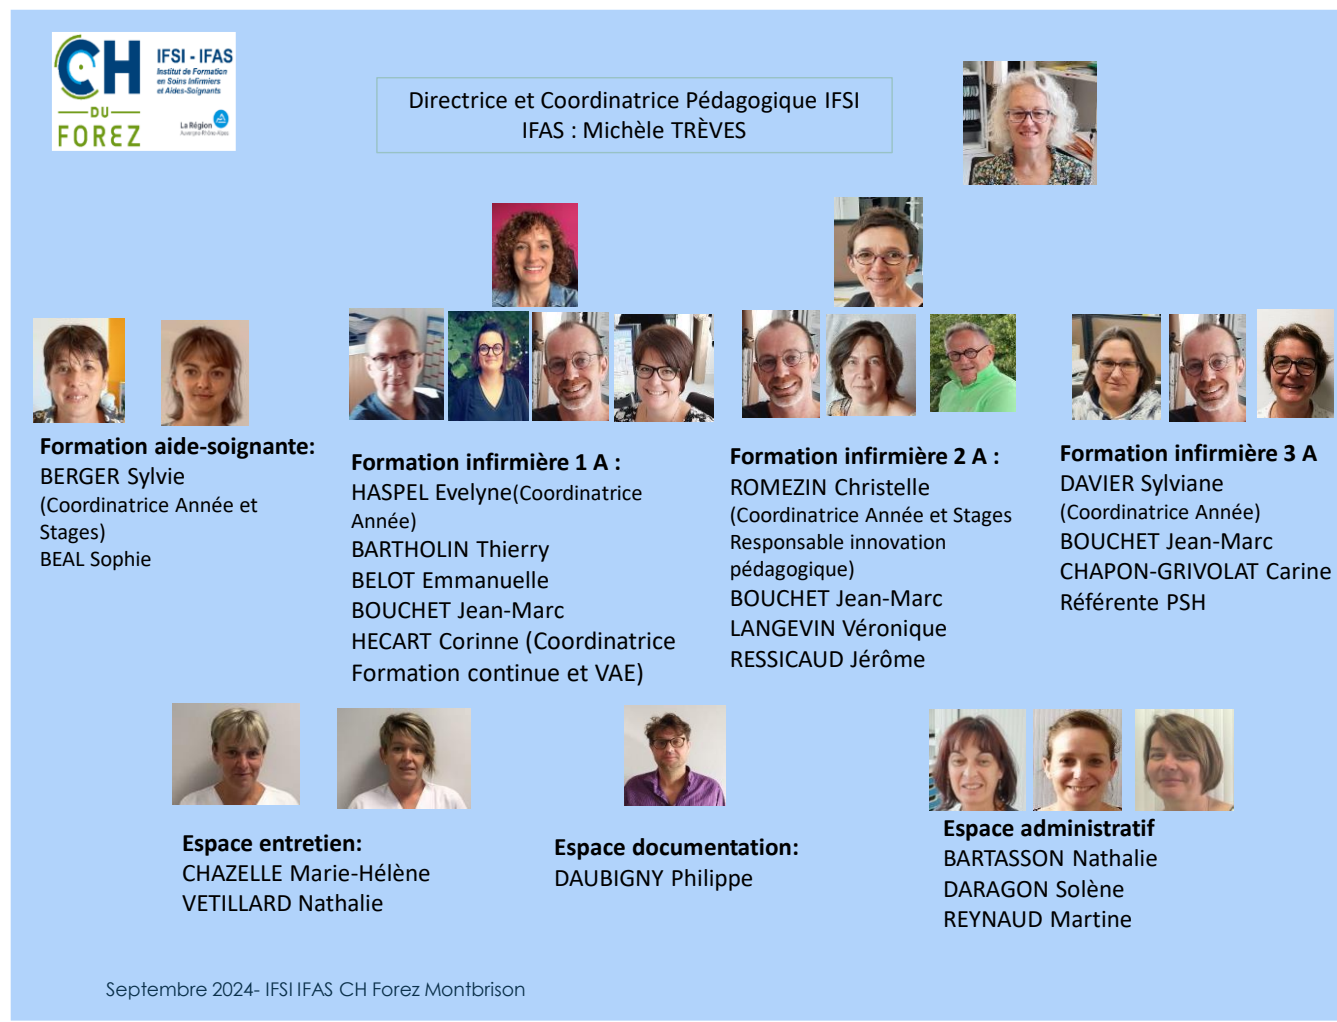 CH
DU
FOREZ
IFSI - IFAS
Institut de Formation
en Soins Infirmiers
et Aides-Soignants
La Région
Auvergne-Rhône-Alpes
Directrice et Coordinatrice Pédagogique IFSI
IFAS : Michèle TRÈVES
Formation aide-soignante:
BERGER Sylvie
(Coordinatrice Année et
Stages)
BEAL Sophie
Formation infirmière 1 A :
HASPEL Evelyne(Coordinatrice
Année)
BARTHOLIN Thierry
BELOT Emmanuelle
BOUCHET Jean-Marc
HECART Corinne (Coordinatrice
Formation continue et VAE)
Formation infirmière 2 A :
ROMEZIN Christelle
(Coordinatrice Année et Stages
Responsable innovation
pédagogique)
BOUCHET Jean-Marc
LANGEVIN Véronique
RESSICAUD Jérôme
Formation infirmière 3 A
DAVIER Sylviane
(Coordinatrice Année)
BOUCHET Jean-Marc
CHAPON-GRIVOLAT Carine
Référente PSH
Espace entretien:
CHAZELLE Marie-Hélène
VETILLARD Nathalie
Espace documentation:
DAUBIGNY Philippe
Espace administratif
BARTASSON Nathalie
DARAGON Solène
REYNAUD Martine
Septembre 2024- IFSI IFAS CH Forez Montbrison